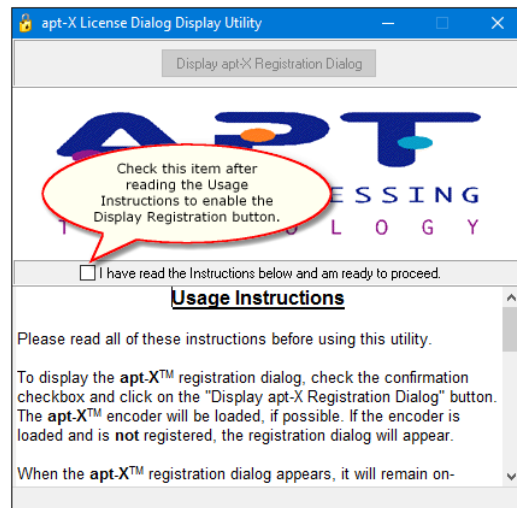 apt-X License Dialog Display Utility
Display apt-X Registration Dialog
APT
Check this item after
reading the Usage
Instructions to enable the
Display Registration button.
ESSING
T
LOGY
I have read the Instructions below and am ready to proceed.
Usage Instructions
Please read all of these instructions before using this utility.
To display the apt-X™ registration dialog, check the confirmation
checkbox and click on the "Display apt-X Registration Dialog" button.
The apt-X™ encoder will be loaded, if possible. If the encoder is
loaded and is not registered, the registration dialog will appear.
When the apt-X™ registration dialog appears, it will remain on-